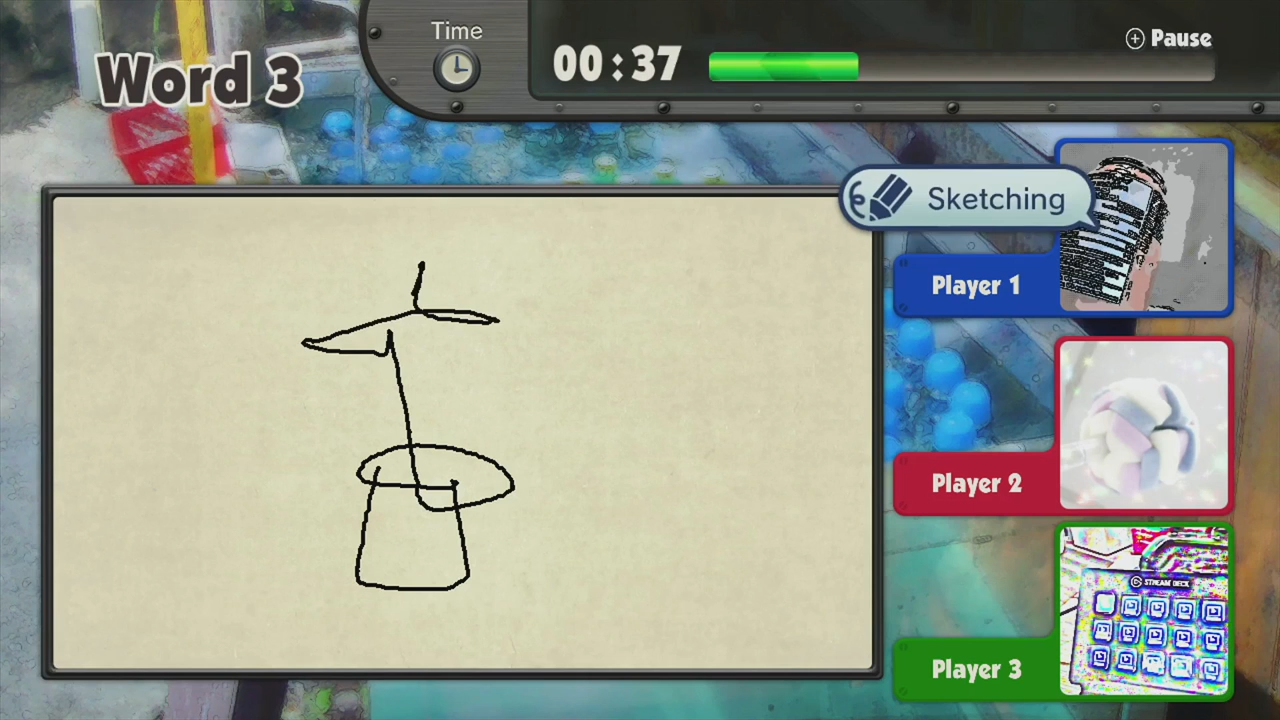 Word 3
Time
00:37
Pause
Sketching
Player 1
Player 2
Player 3
STREAM DECK